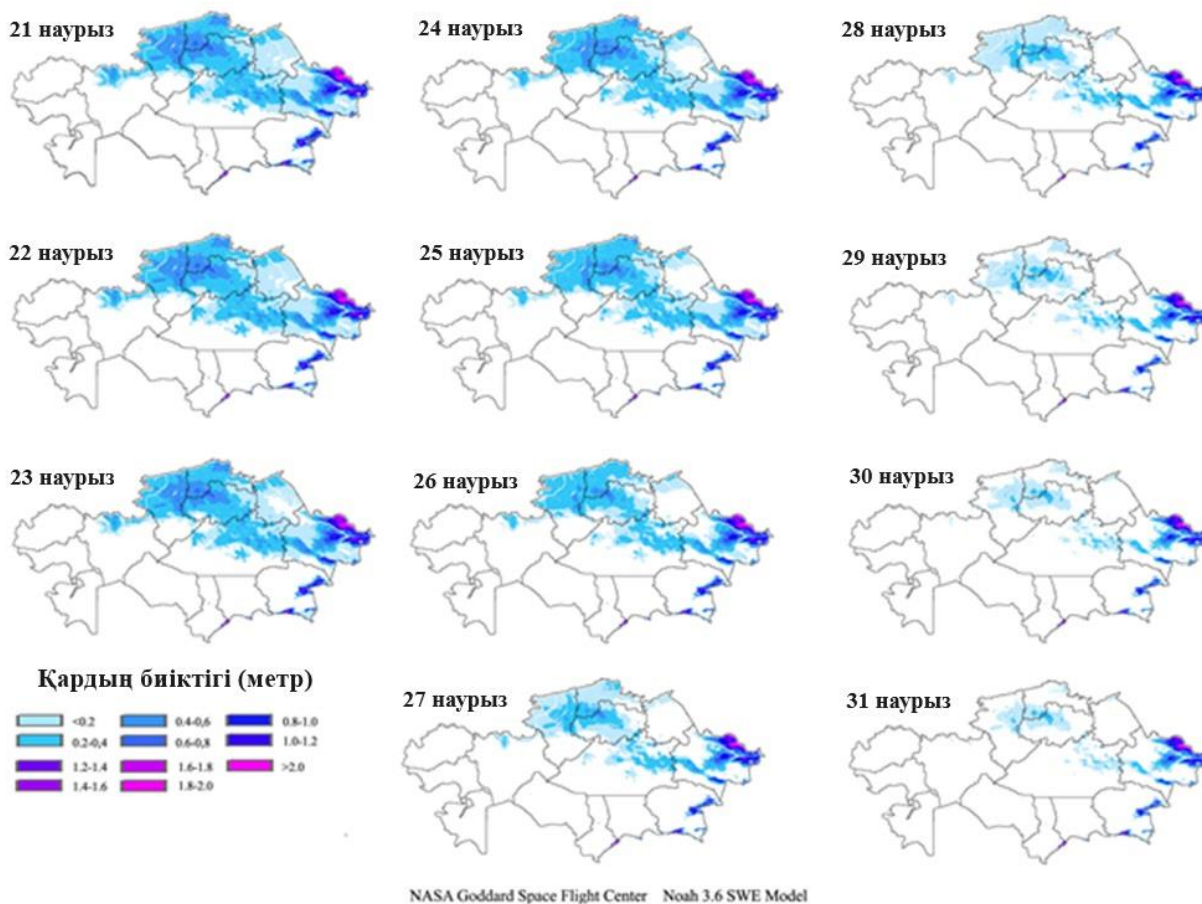 21 наурыз
24 наурыз
28 наурыз
22 наурыз
25 наурыз
29 наурыз
23 наурыз
26 наурыз
30 наурыз
Қардың биіктігі (метр)
<0.2
0.4-0,6
0.8-1.0
0.2-0,4
0.6-0,8
1.0-1.2
1.2-1.4
1.6-1.8
>2.0
1.4-1.6
1.8-2.0
27 наурыз
31 наурыз
NASA Goddard Space Flight Center Noah 3.6 SWE Model